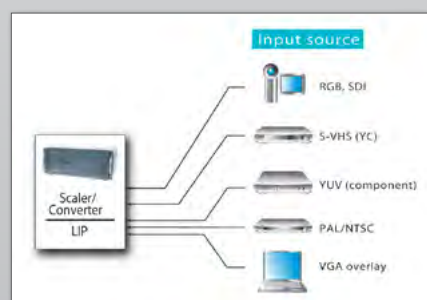 Input source
RGB, SDI
S-VHS (YC)
YUV (component)
PAL/NTSC
VGA overlay
Scaler/
Converter
LIP